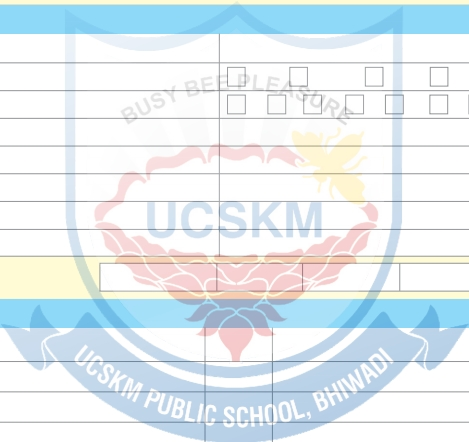 BUSY BEE PLEASURE
UCSKM
UCSKM PUBLIC SCHOOL, BHIWADI